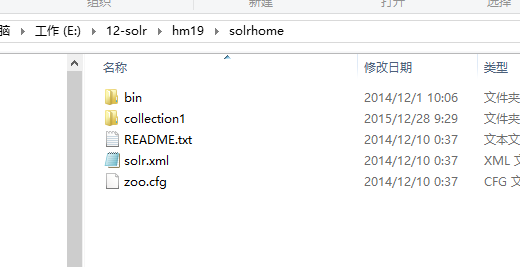 组织 新建 打开 选择
脑 工作 (E:) 12-solr hm19 solrhome
名称 修改日期 类型
bin 2014/12/1 10:06 文件夹
collection1 2015/12/28 9:29 文件夹
README.txt 2014/12/10 0:37 文本文
solr.xml 2014/12/10 0:37 XML 文
zoo.cfg 2014/12/10 0:37 CFG 文